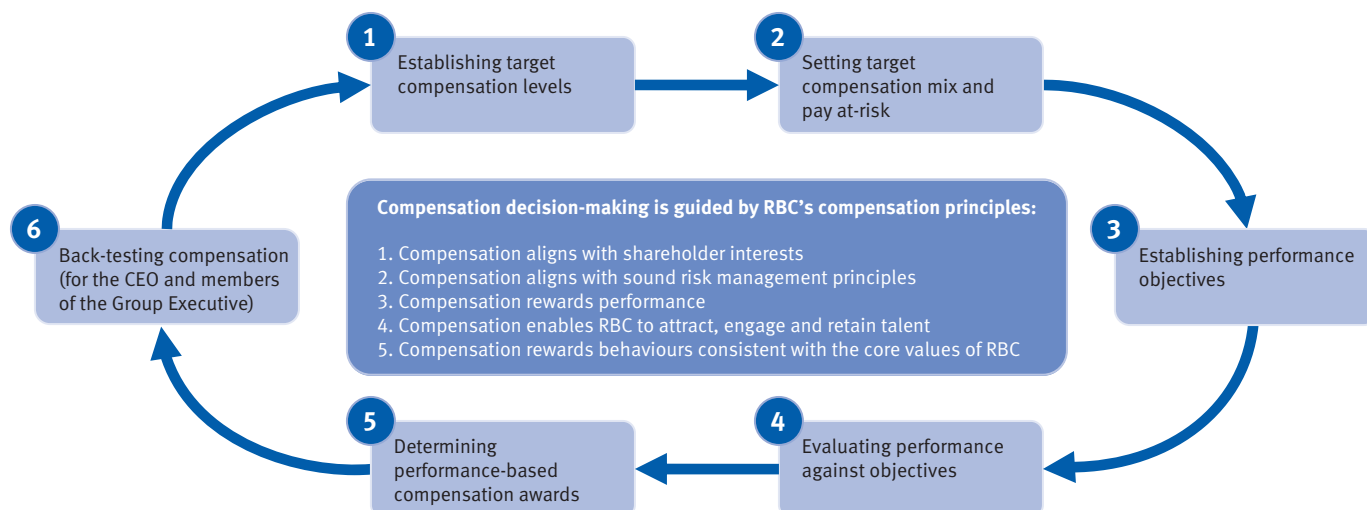 1
Establishing target
compensation levels
2
Setting target
compensation mix and
pay at-risk
3
Establishing performance
objectives
4
Evaluating performance
against objectives
5
Determining
performance-based
compensation awards
6
Back-testing compensation
(for the CEO and members
of the Group Executive)
Compensation decision-making is guided by RBC’s compensation principles:
1. Compensation aligns with shareholder interests
2. Compensation aligns with sound risk management principles
3. Compensation rewards performance
4. Compensation enables RBC to attract, engage and retain talent
5. Compensation rewards behaviours consistent with the core values of RBC